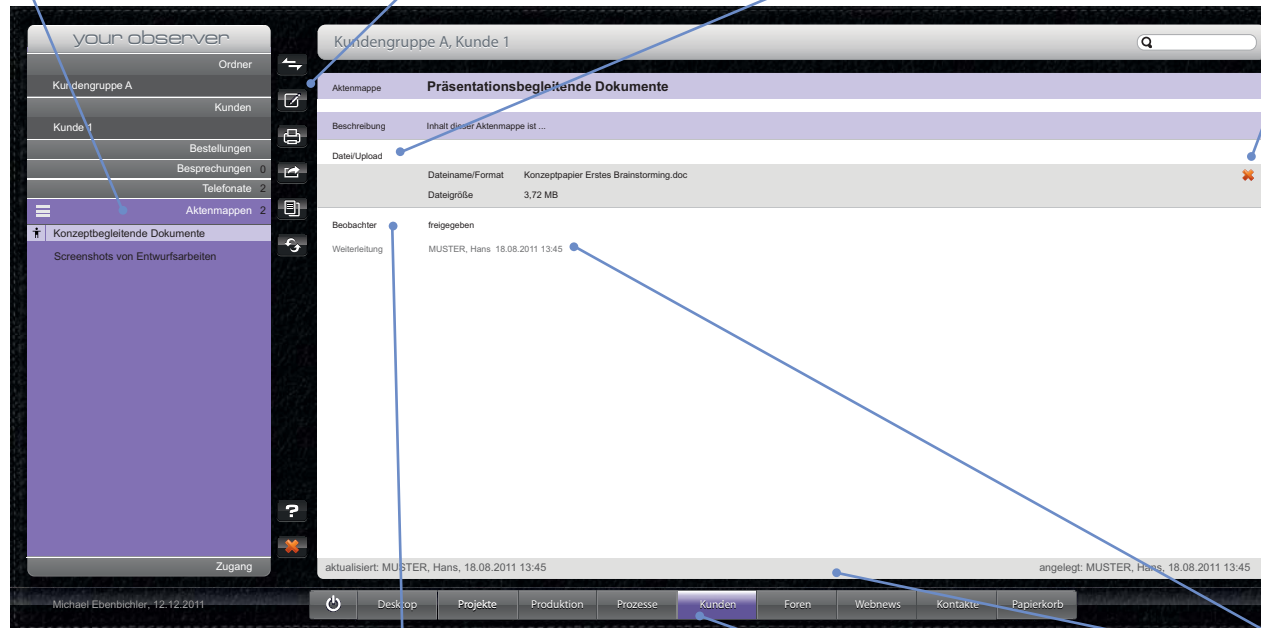 your observer
Ordner
Kundengruppe A
Kunden
Kunde 1
Bestellungen
Besprechungen 0
Telefonate 2
Aktenmappen 2
Konzeptbegleitende Dokumente
Screenshots von Entwurfsarbeiten
Zugang
Michael Ebenbichler, 12.12.2011
?
Kundengruppe A, Kunde 1
Aktenmappe Präsentationsbegleitende Dokumente
Beschreibung Inhalt dieser Aktenmappe ist ...
Datei/Upload
Dateiname/Format Konzeptpapier Erstes Brainstorming.doc
Dateigröße 3,72 MB
Beobachter freigegeben
Weiterleitung MUSTER, Hans 18.08.2011 13:45
aktualisiert: MUSTER, Hans, 18.08.2011 13:45 angelegt: MUSTER, Hans, 18.08.2011 13:45
Desktop Projekte Produktion Prozesse Kunden Foren Webnews Kontakte Papierkorb